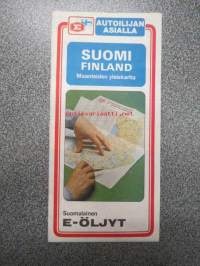 E
AUTOILIJAN
ASIALLA
SUOMI
FINLAND
Maanteiden yleiskartta
Suomalainen
E-ÖLJYT